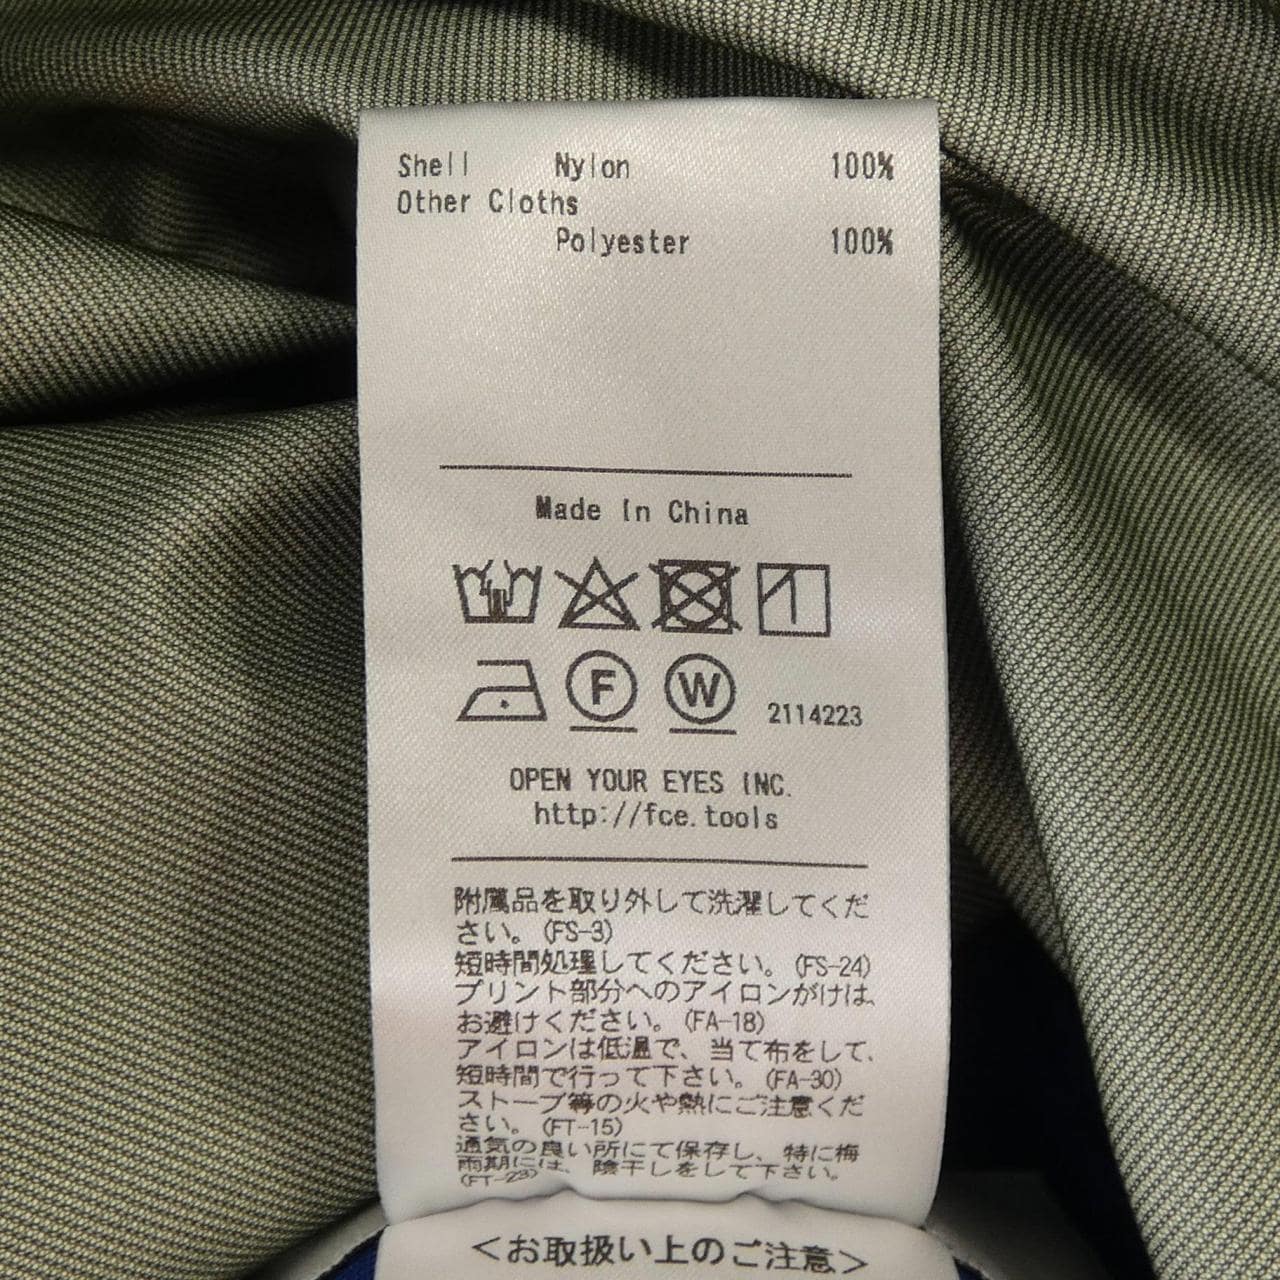 Shell Nylon 100%
Other Cloths
Polyester 100%
Made In China
F W 2114223
OPEN YOUR EYES INC.
http://fce.tools
附属品を取り外して洗濯してくだ
さい。(FS-3)
短時間処理してください。(FS-24)
プリント部分へのアイロンがけは、
お避けください。(FA-18)
アイロンは低温で、当て布をして、
短時間で行って下さい。(FA-30)
ストーブ等の火や熱にご注意くだ
さい。(FT-15)
通気の良い所にて保存し、特に梅
雨期には、陰干しをして下さい。
<お取扱い上のご注意>